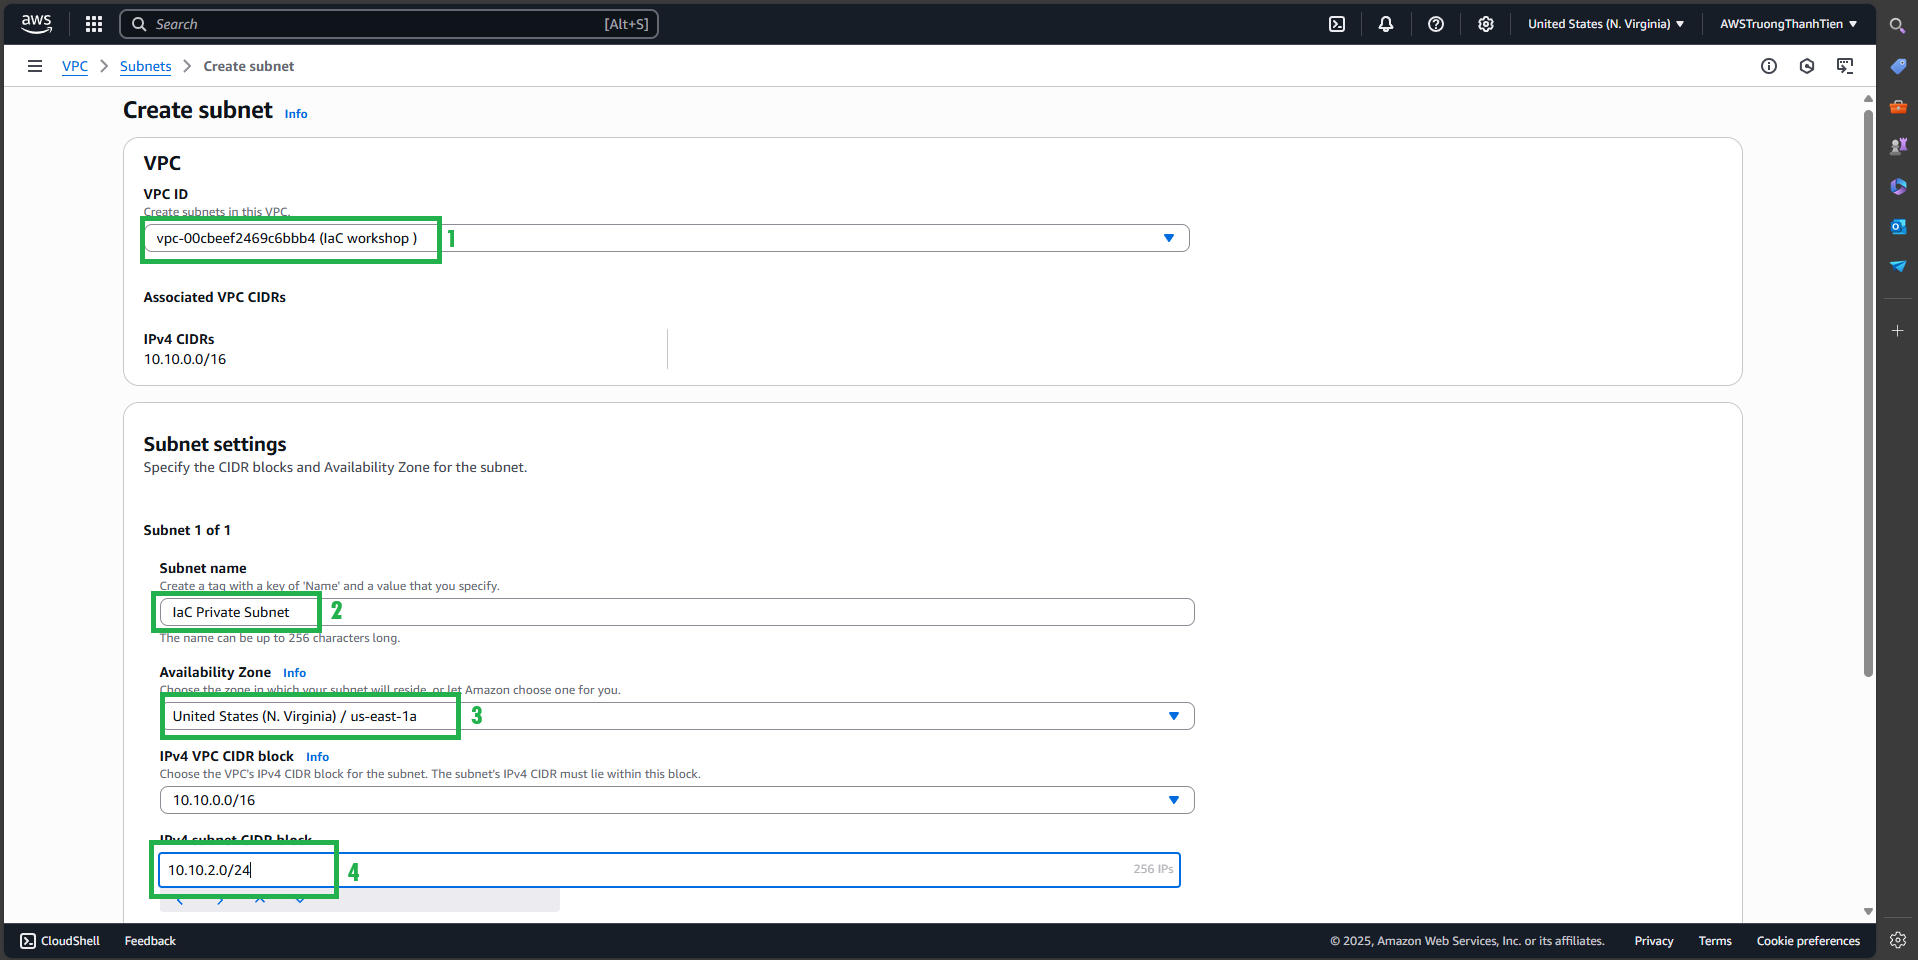 aws
Search [Alt+S]
United States (N. Virginia) AWSTruongThanhTien
VPC Subnets Create subnet
Create subnet Info
VPC
VPC ID
Create subnets in this VPC.
vpc-00cbeef2469c6bbb4 (IaC workshop ) 1
Associated VPC CIDRs
IPv4 CIDRs
10.10.0.0/16
Subnet settings
Specify the CIDR blocks and Availability Zone for the subnet.
Subnet 1 of 1
Subnet name
Create a tag with a key of 'Name' and a value that you specify.
IaC Private Subnet 2
The name can be up to 256 characters long.
Availability Zone Info
Choose the zone in which your subnet will reside, or let Amazon choose one for you.
United States (N. Virginia) / us-east-1a 3
IPv4 VPC CIDR block Info
Choose the VPC's IPv4 CIDR block for the subnet. The subnet's IPv4 CIDR must lie within this block.
10.10.0.0/16
IPv4 subnet CIDR block
10.10.2.0/24 4 256 IPs
CloudShell Feedback © 2025, Amazon Web Services, Inc. or its affiliates. Privacy Terms Cookie preferences